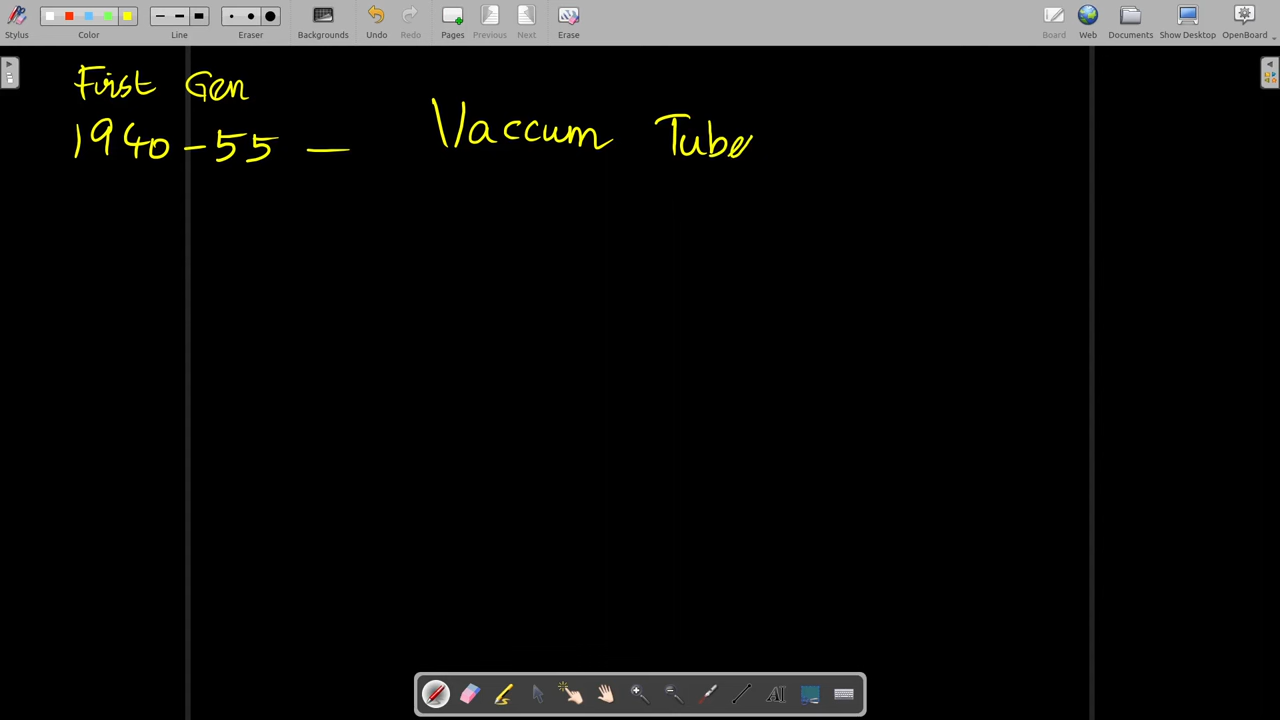 Stylus Color Line Eraser Backgrounds Undo Redo Pages Previous Next Erase Board Web Documents Show Desktop OpenBoard
First Gen
1940-55 — Vaccum Tube
AI